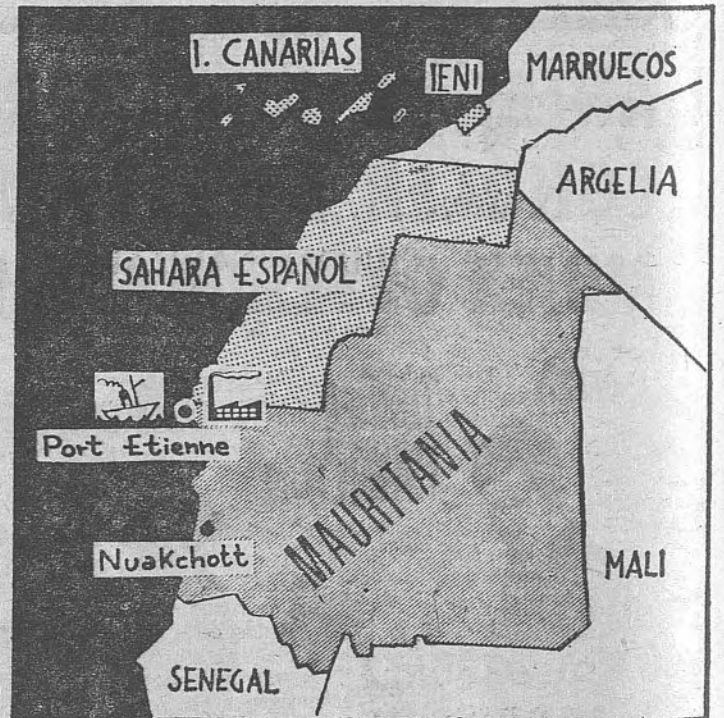 I. CANARIAS
IENI
MARRUECOS
ARGELIA
SAHARA ESPAÑOL
Port Etienne
MAURITANIA
Nuakchott
MALI
SENEGAL